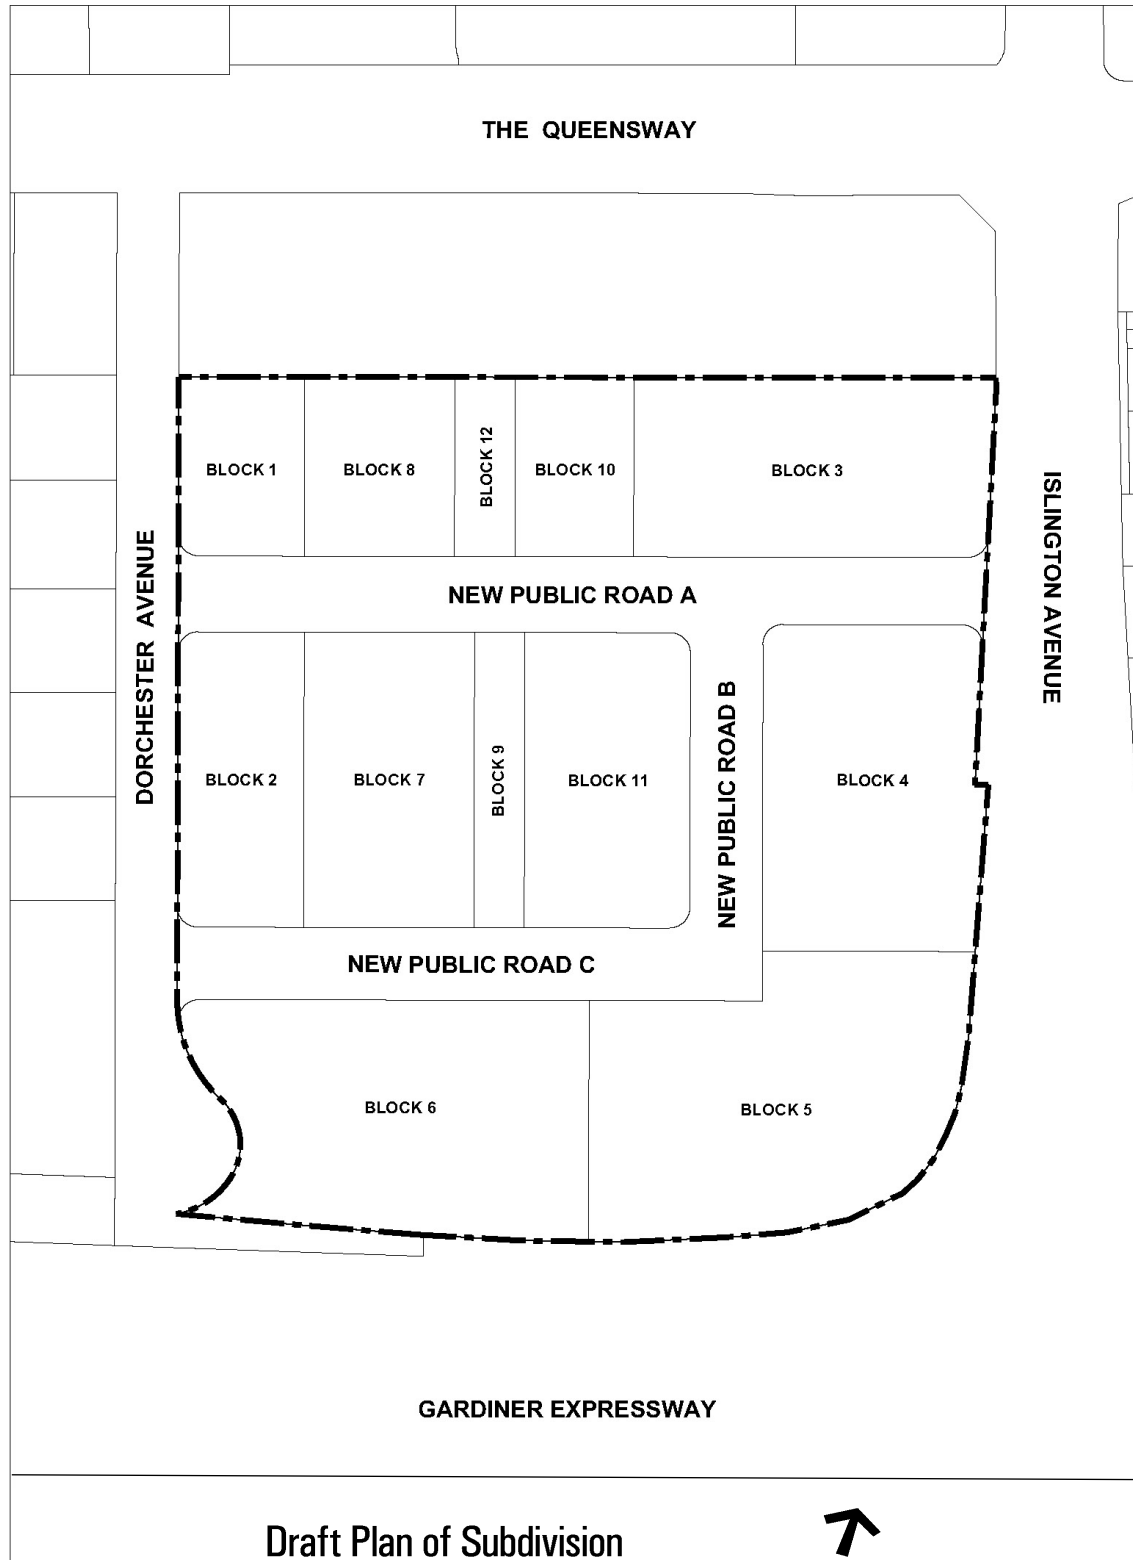 THE QUEENSWAY
BLOCK 1
BLOCK 8
BLOCK 12
BLOCK 10
BLOCK 3
ISLINGTON AVENUE
DORCHESTER AVENUE
NEW PUBLIC ROAD A
BLOCK 2
BLOCK 7
BLOCK 9
BLOCK 11
NEW PUBLIC ROAD B
BLOCK 4
NEW PUBLIC ROAD C
BLOCK 6
BLOCK 5
GARDINER EXPRESSWAY
Draft Plan of Subdivision